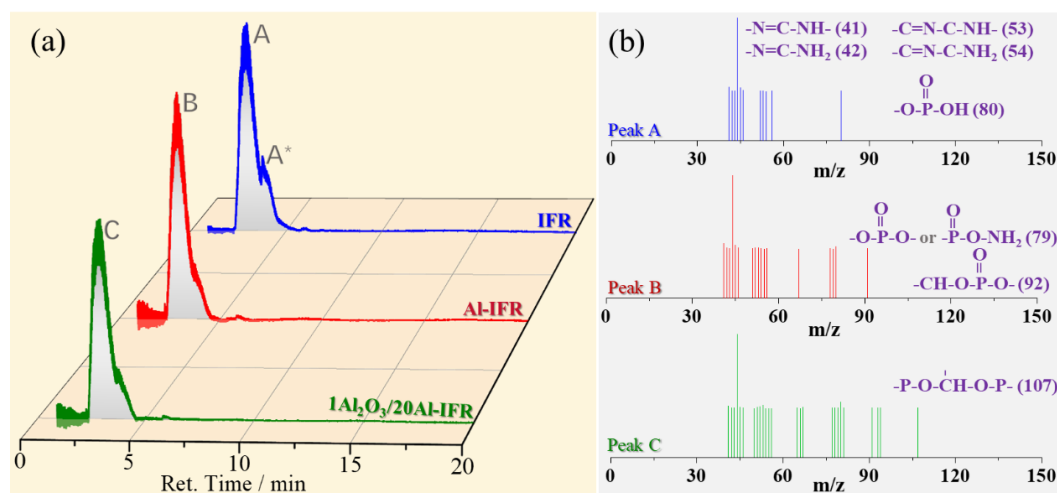 (a)
A
A*
B
C
IFR
Al-IFR
1Al₂O₃/20Al-IFR
0 5 10 15 20
Ret. Time / min
(b)
-N=C-NH- (41) -C=N-C-NH- (53)
-N=C-NH₂ (42) -C=N-C-NH₂ (54)
O
-O-P-OH (80)
Peak A
0 30 60 90 120 150
m/z
O O
-O-P-O- or -P-O-NH₂ (79)
O
-CH-O-P-O- (92)
Peak B
0 30 60 90 120 150
m/z
-P-O-CH-O-P- (107)
Peak C
0 30 60 90 120 150
m/z